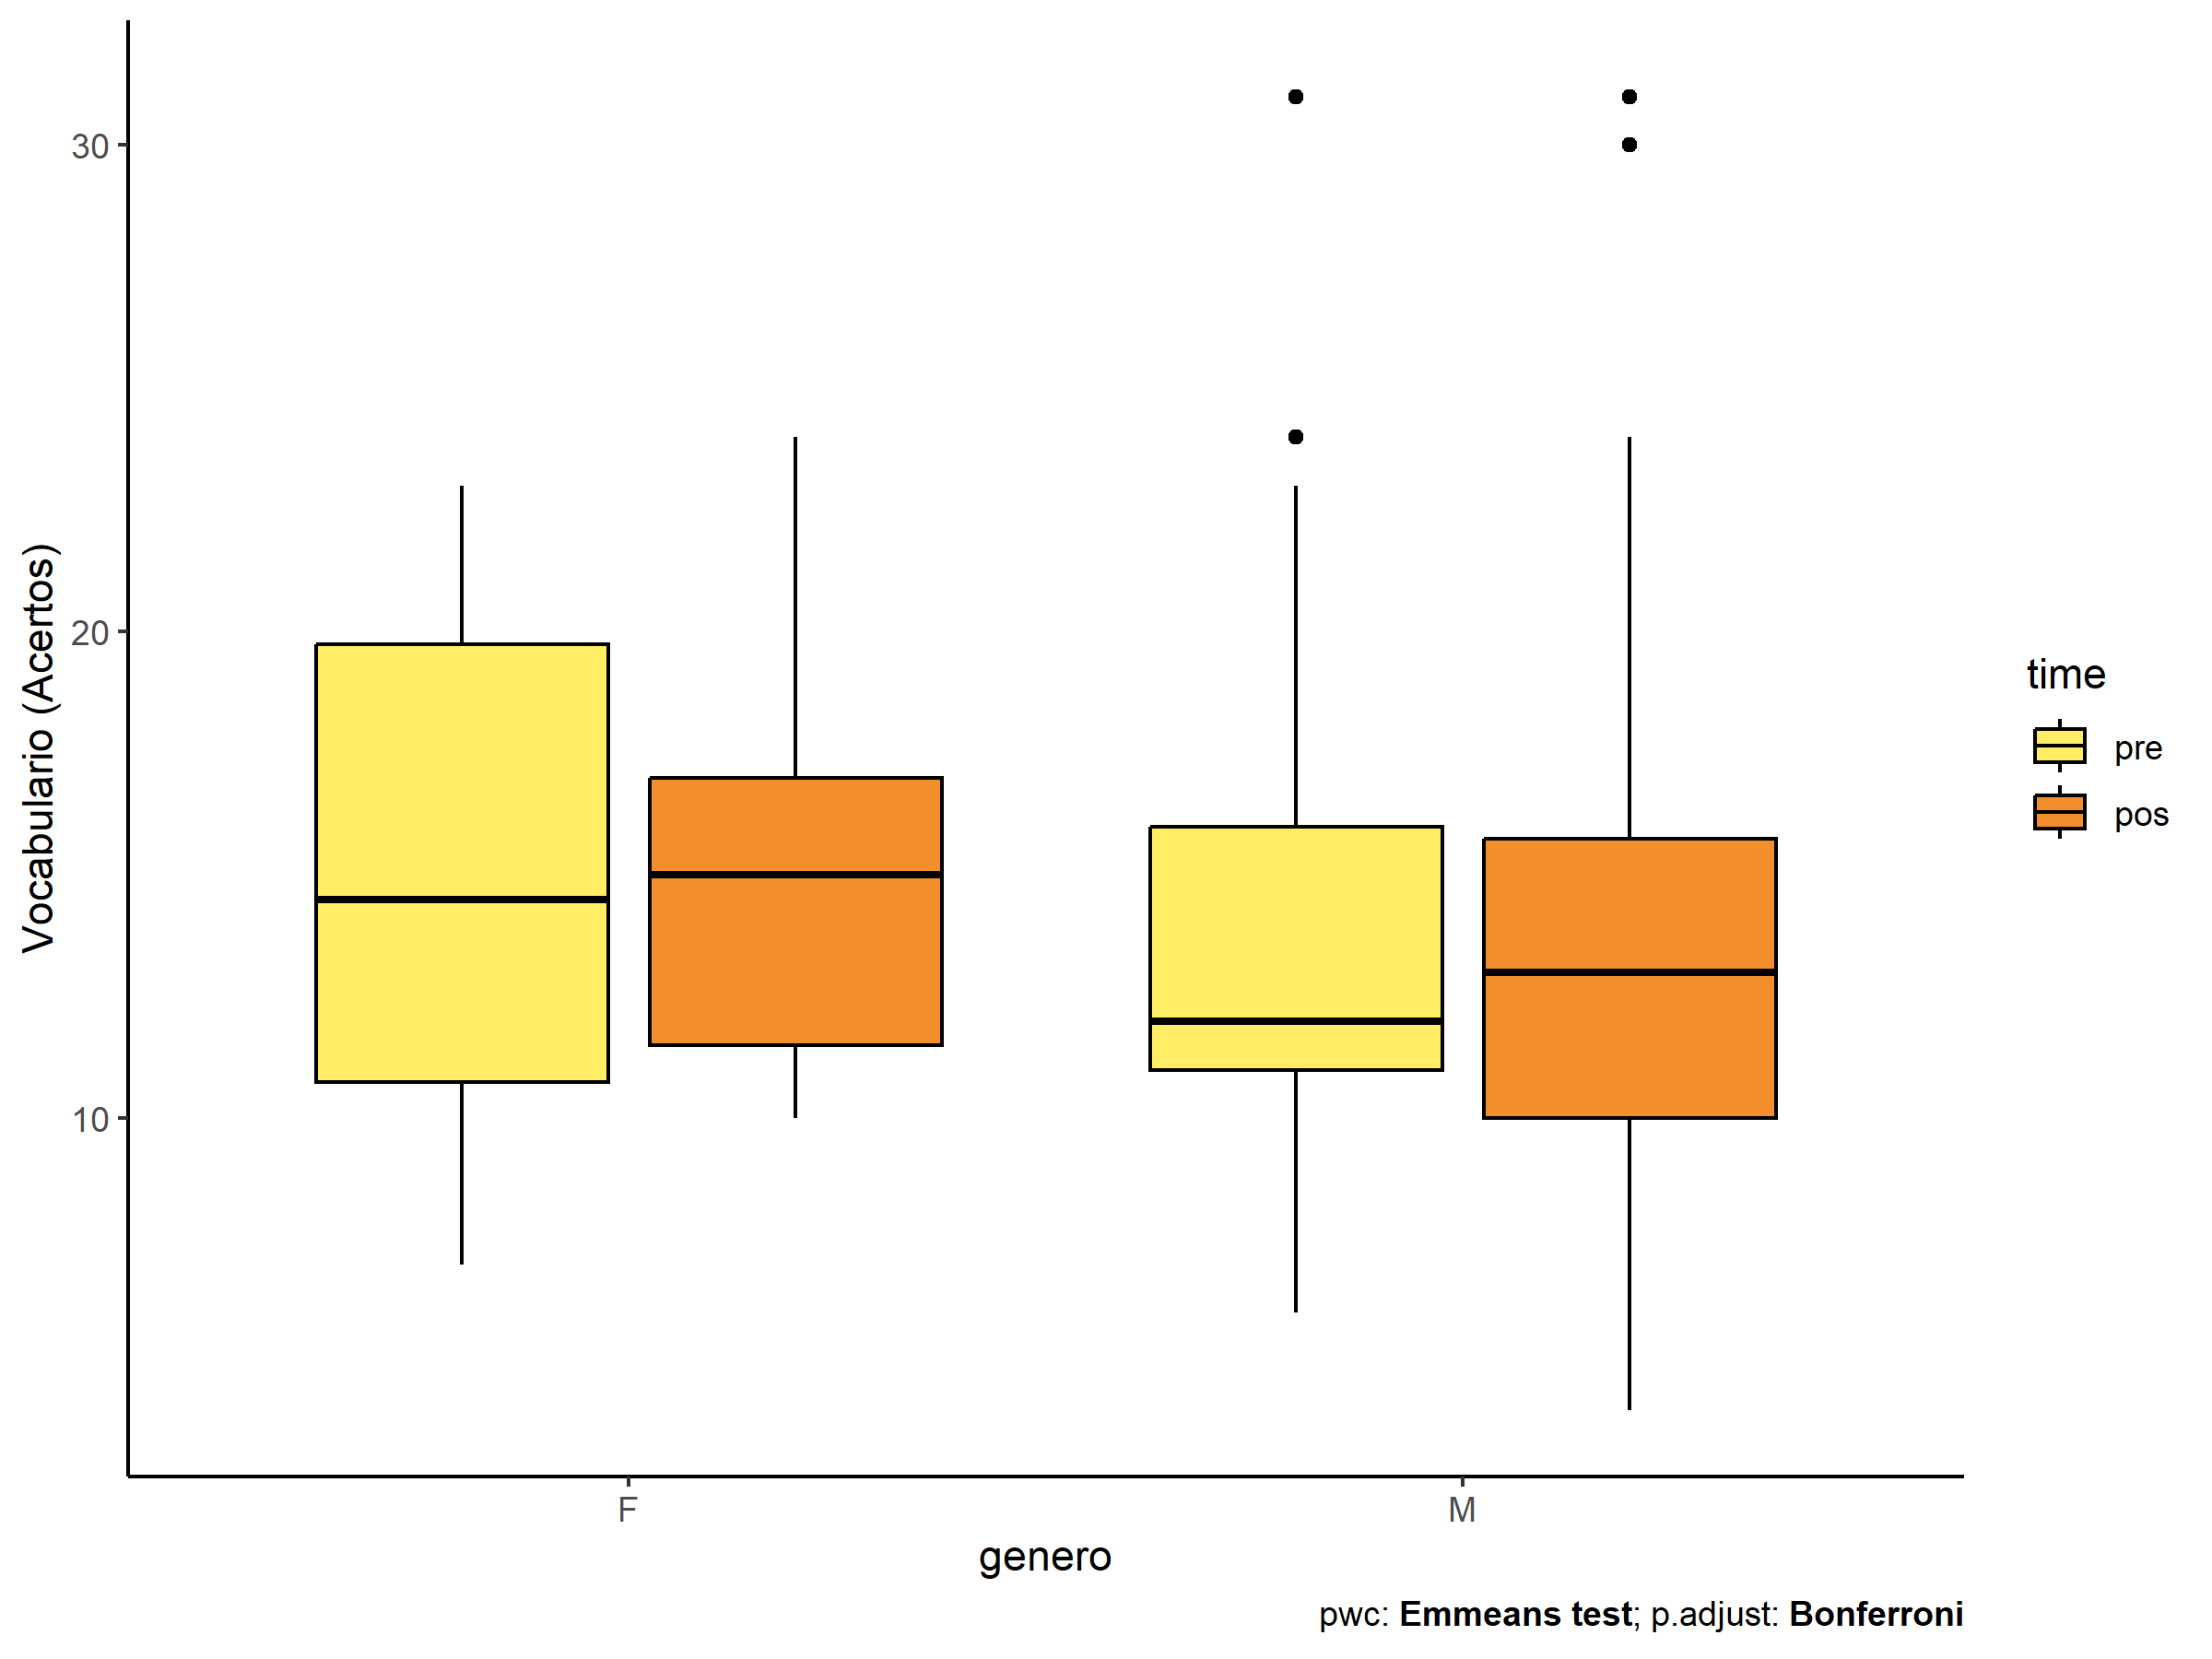 Vocabulario (Acertos)
30
20
10
F
M
genero
time
pre
pos
pwc: Emmeans test; p.adjust: Bonferroni